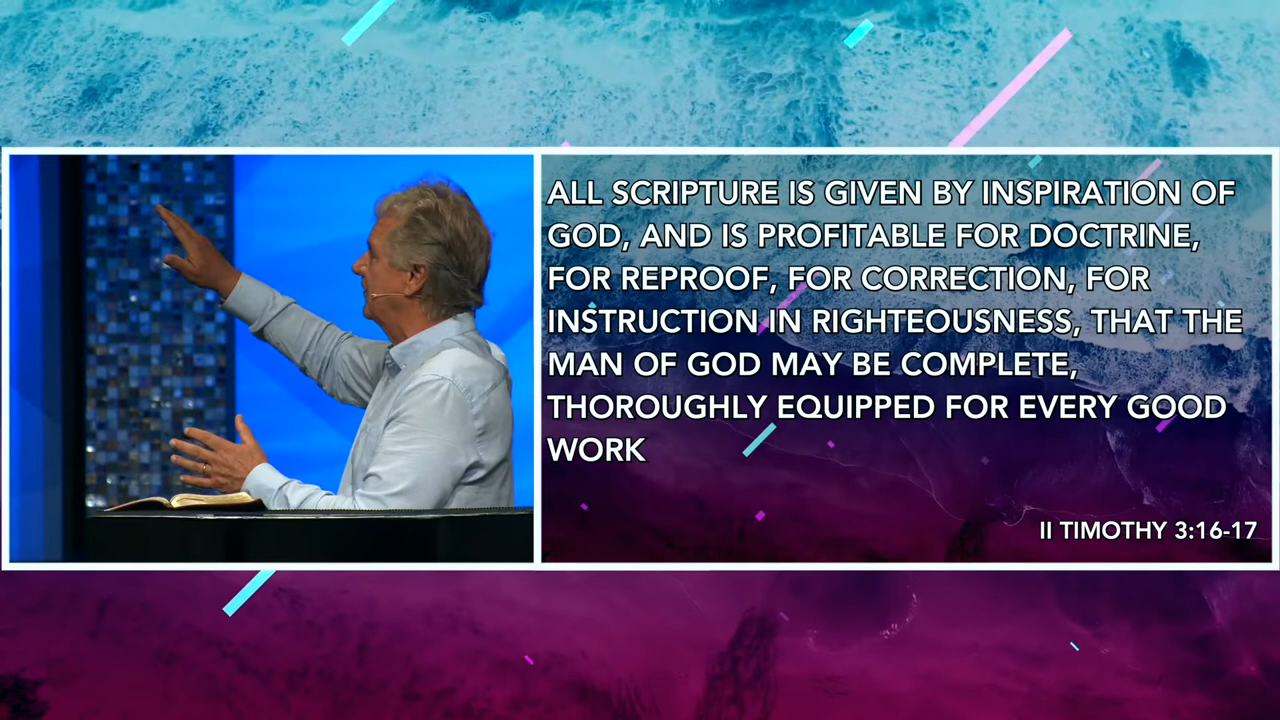 ALL SCRIPTURE IS GIVEN BY INSPIRATION OF
GOD, AND IS PROFITABLE FOR DOCTRINE,
FOR REPROOF, FOR CORRECTION, FOR
INSTRUCTION IN RIGHTEOUSNESS, THAT THE
MAN OF GOD MAY BE COMPLETE,
THOROUGHLY EQUIPPED FOR EVERY GOOD
WORK
II TIMOTHY 3:16-17